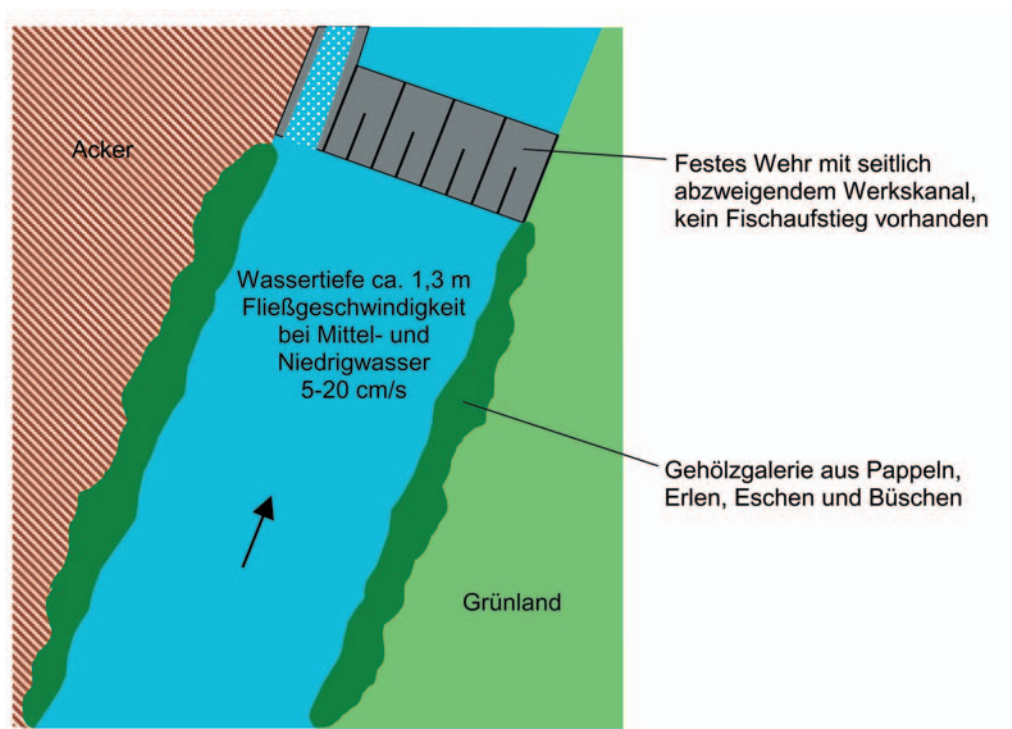 Acker
Festes Wehr mit seitlich
abzweigendem Werkskanal,
kein Fischaufstieg vorhanden
Wassertiefe ca. 1,3 m
Fließgeschwindigkeit
bei Mittel- und
Niedrigwasser
5-20 cm/s
Gehölzgalerie aus Pappeln,
Erlen, Eschen und Büschen
Grünland